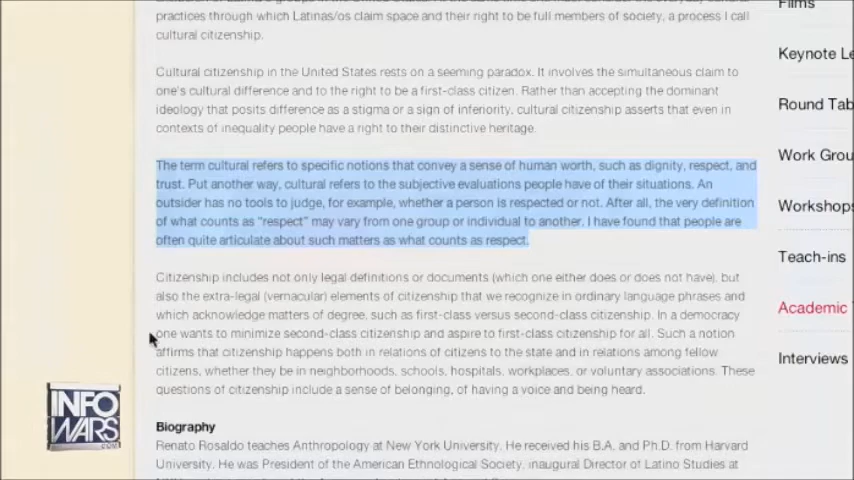 practices through which Latinas/os claim space and their right to be full members of society, a process I call
cultural citizenship.
Cultural citizenship in the United States rests on a seeming paradox. It involves the simultaneous claim to
one's cultural difference and to the right to be a first-class citizen. Rather than accepting the dominant
ideology that posits difference as a stigma or a sign of inferiority, cultural citizenship asserts that even in
contexts of inequality people have a right to their distinctive heritage.
The term cultural refers to specific notions that convey a sense of human worth, such as dignity, respect, and
trust. Put another way, cultural refers to the subjective evaluations people have of their situations. An
outsider has no tools to judge, for example, whether a person is respected or not. After all, the very definition
of what counts as “respect” may vary from one group or individual to another. I have found that people are
often quite articulate about such matters as what counts as respect.
Citizenship includes not only legal definitions or documents (which one either does or does not have), but
also the extra-legal (vernacular) elements of citizenship that we recognize in ordinary language phrases and
which acknowledge matters of degree, such as first-class versus second-class citizenship. In a democracy
one wants to minimize second-class citizenship and aspire to first-class citizenship for all. Such a notion
affirms that citizenship happens both in relations of citizens to the state and in relations among fellow
citizens, whether they be in neighborhoods, schools, hospitals, workplaces, or voluntary associations. These
questions of citizenship include a sense of belonging, of having a voice and being heard.
Biography
Renato Rosaldo teaches Anthropology at New York University. He received his B.A. and Ph.D. from Harvard
University. He was President of the American Ethnological Society, inaugural Director of Latino Studies at
Films
Keynote Le
Round Tab
Work Grou
Workshops
Teach-ins
Academic
Interviews
INFO
WARS
.COM